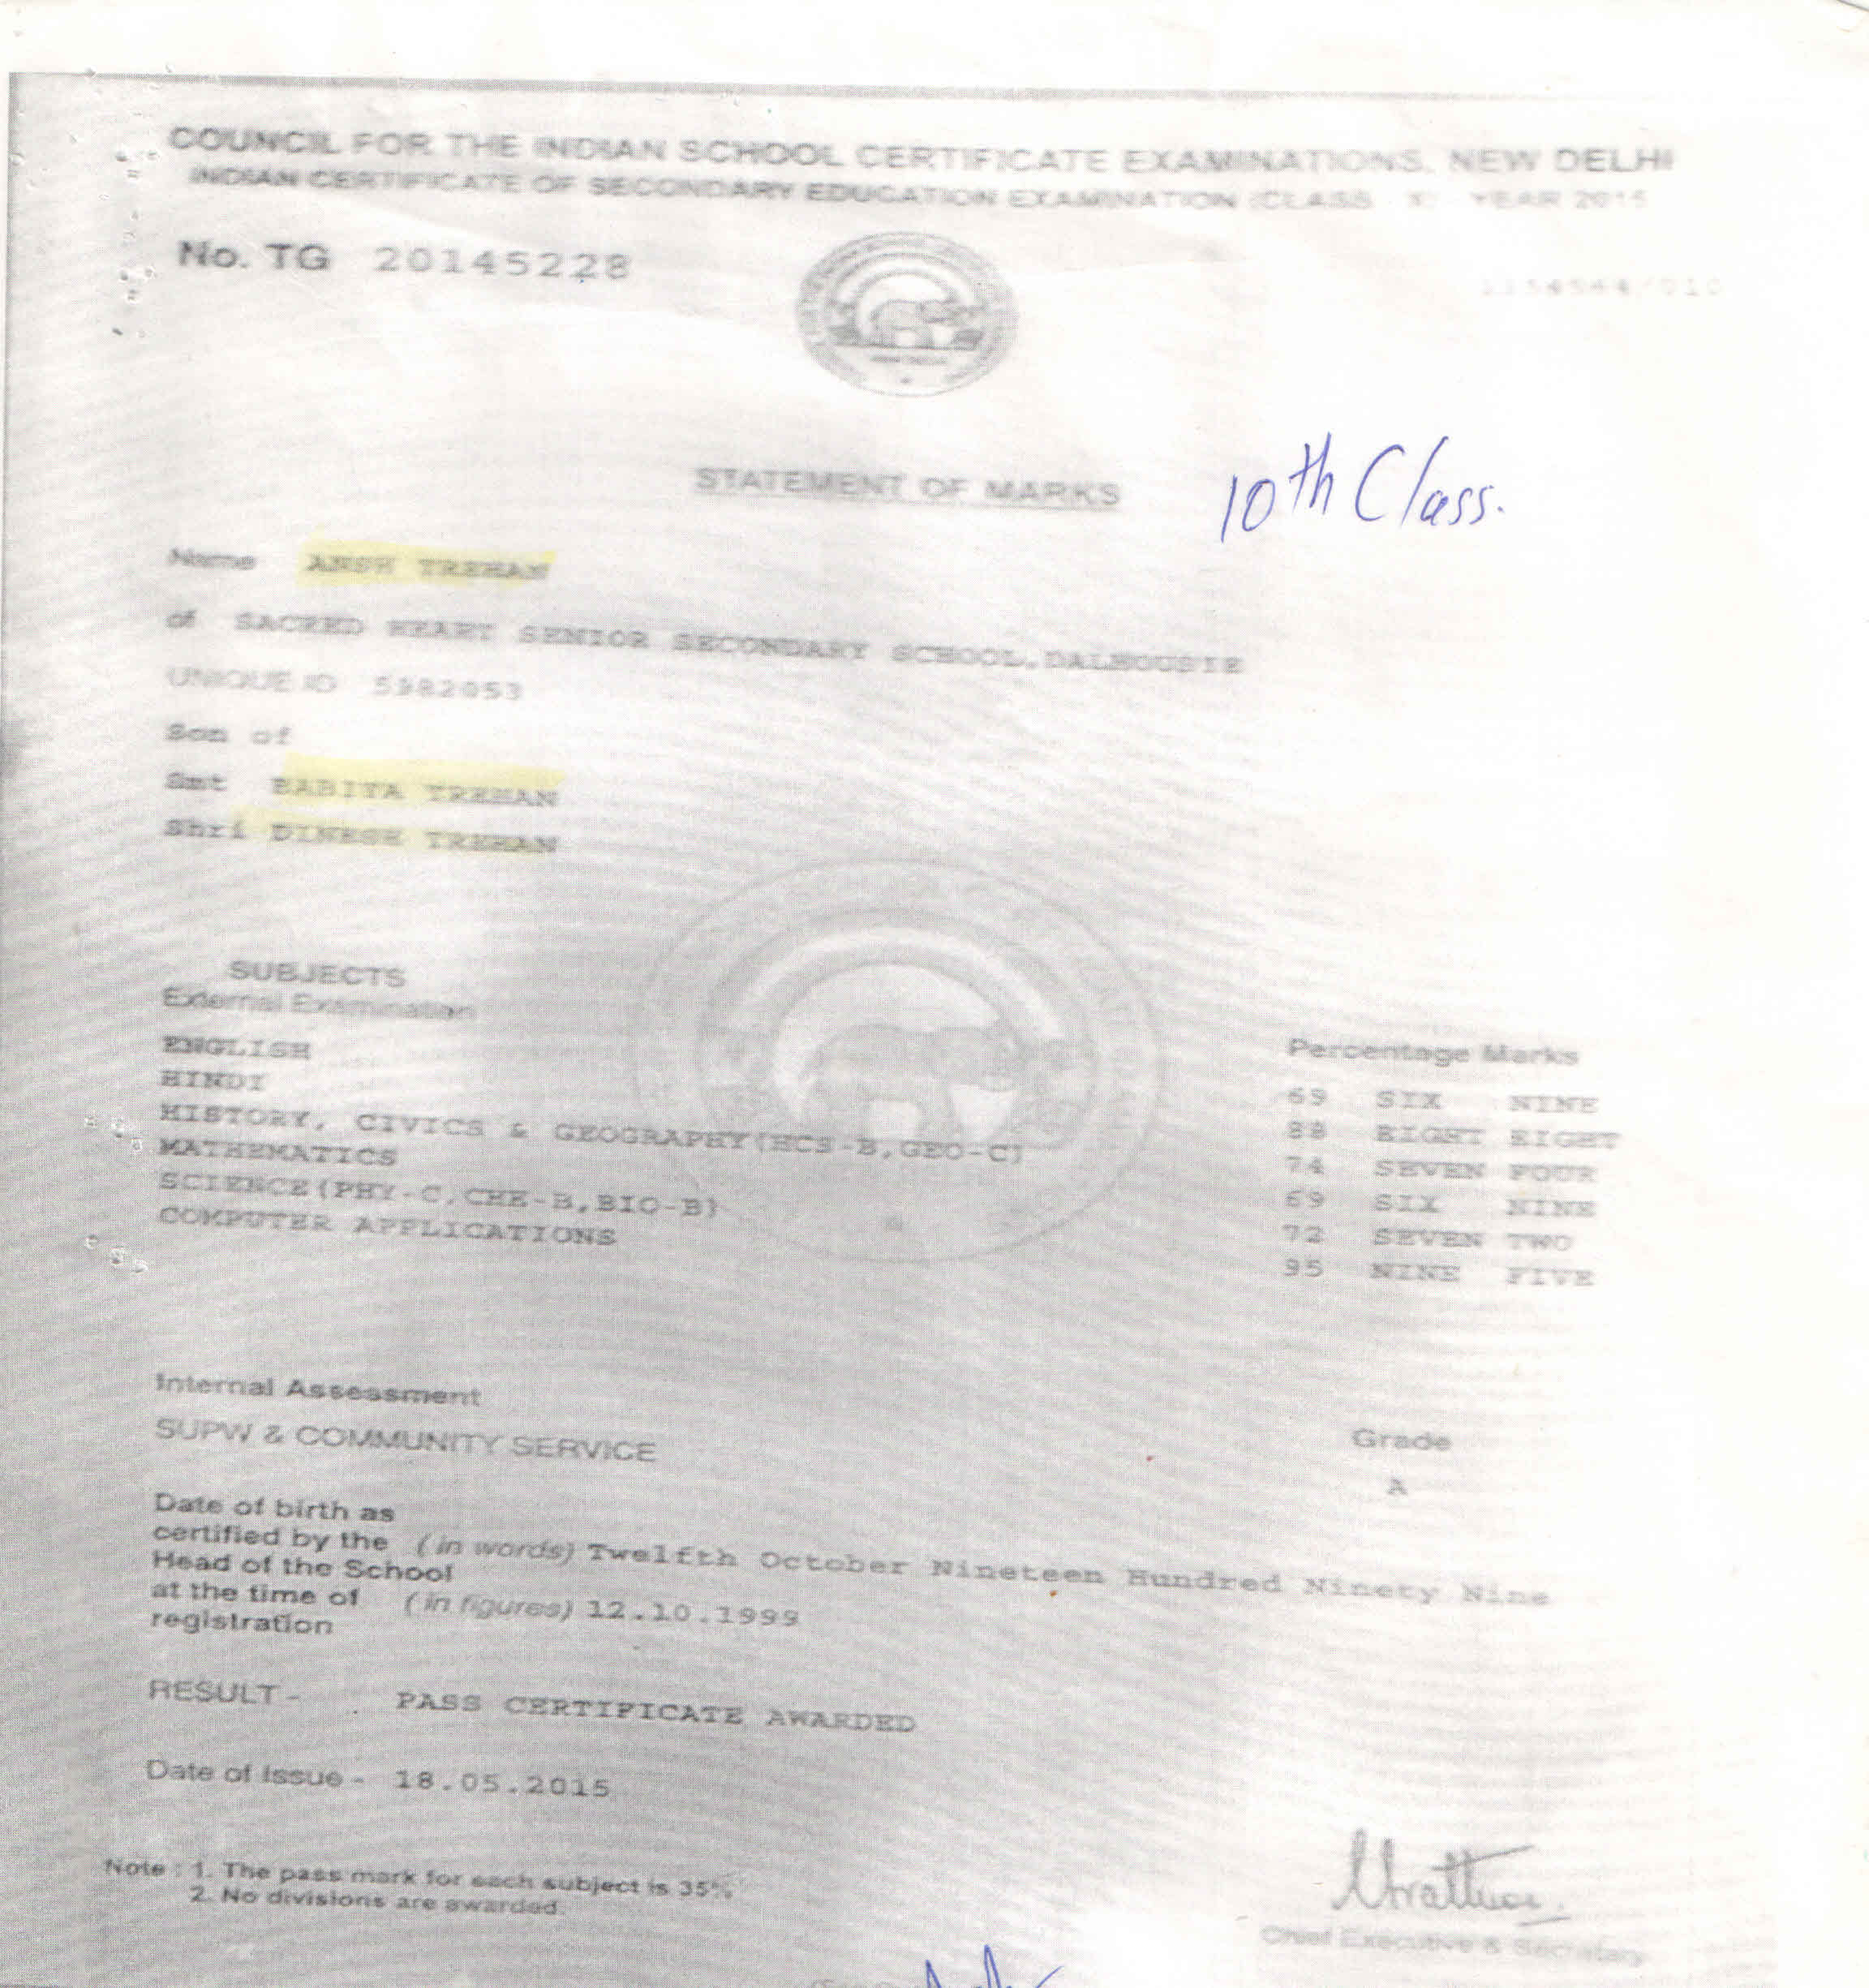 COUNCIL FOR THE INDIAN SCHOOL CERTIFICATE EXAMINATIONS, NEW DELHI
INDIAN CERTIFICATE OF SECONDARY EDUCATION EXAMINATION (CLASS X) YEAR 2015
No. TG 20145228
STATEMENT OF MARKS
10th Class.
Name ANSH TREHAN
of SACRED HEART SENIOR SECONDARY SCHOOL, DALHOUSIE
UNIQUE ID 5982053
Son of
Smt BABITA TREHAN
Shri DINESH TREHAN
SUBJECTS
External Examination
Percentage Marks
ENGLISH 69 SIX NINE
HINDI 88 EIGHT EIGHT
HISTORY, CIVICS & GEOGRAPHY(HCS-B,GEO-C) 74 SEVEN FOUR
MATHEMATICS 69 SIX NINE
SCIENCE(PHY-C,CHE-B,BIO-B) 72 SEVEN TWO
COMPUTER APPLICATIONS 95 NINE FIVE
Internal Assessment
Grade
SUPW & COMMUNITY SERVICE A
Date of birth as
certified by the (in words) Twelfth October Nineteen Hundred Ninety Nine
Head of the School
at the time of (in figures) 12.10.1999
registration
RESULT - PASS CERTIFICATE AWARDED
Date of Issue - 18.05.2015
Note : 1. The pass mark for each subject is 35%.
2. No divisions are awarded.
Chief Executive & Secretary